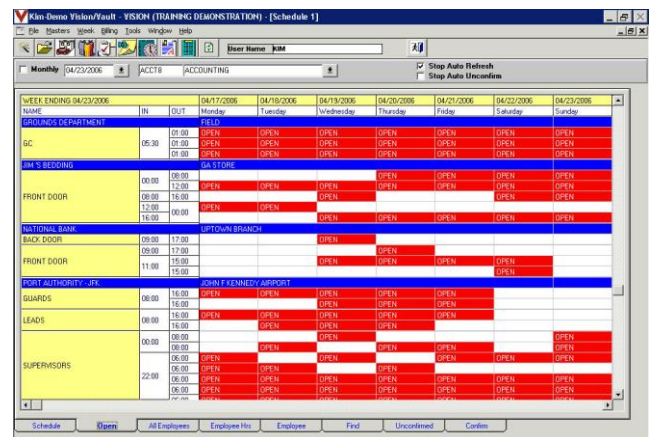 Kim-Demo Vision/Vault - VISION (TRAINING DEMONSTRATION) - [Schedule 1]
File Masters Week Billing Tools Window Help
User Name KIM
Monthly 04/23/2006 ACCT8 ACCOUNTING Stop Auto Refresh
Stop Auto Unconfirm
WEEK ENDING 04/23/2006 04/17/2006 04/18/2006 04/19/2006 04/20/2006 04/21/2006 04/22/2006 04/23/2006
NAME IN OUT Monday Tuesday Wednesday Thursday Friday Saturday Sunday
GROUNDS DEPARTMENT FIELD
01:00 OPEN OPEN OPEN OPEN OPEN OPEN OPEN
GC 05:30 01:00 OPEN OPEN OPEN OPEN OPEN OPEN OPEN
01:00 OPEN OPEN OPEN OPEN OPEN OPEN OPEN
JIM 'S BEDDING GA STORE
00:00 08:00 OPEN OPEN OPEN OPEN
12:00 OPEN OPEN OPEN OPEN OPEN OPEN OPEN
FRONT DOOR 08:00 16:00 OPEN OPEN OPEN
12:00 00:00 OPEN OPEN
16:00 OPEN OPEN OPEN OPEN OPEN
NATIONAL BANK UPTOWN BRANCH
BACK DOOR 09:00 17:00 OPEN
09:00 17:00 OPEN
FRONT DOOR 11:00 15:00 OPEN OPEN OPEN OPEN
15:00 OPEN
PORT AUTHORITY - JFK JOHN F KENNEDY AIRPORT
GUARDS 08:00 16:00 OPEN OPEN OPEN OPEN OPEN
16:00 OPEN OPEN OPEN
LEADS 08:00 16:00 OPEN OPEN OPEN OPEN OPEN
16:00 OPEN OPEN OPEN OPEN
00:00 08:00 OPEN OPEN
08:00 OPEN OPEN OPEN OPEN
SUPERVISORS 22:00 06:00 OPEN OPEN OPEN OPEN OPEN
06:00 OPEN OPEN OPEN OPEN
06:00 OPEN OPEN OPEN OPEN OPEN OPEN OPEN
06:00 OPEN OPEN OPEN OPEN OPEN OPEN OPEN
Schedule Open All Employees Employee Hrs Employee Find Unconfirmed Confirm